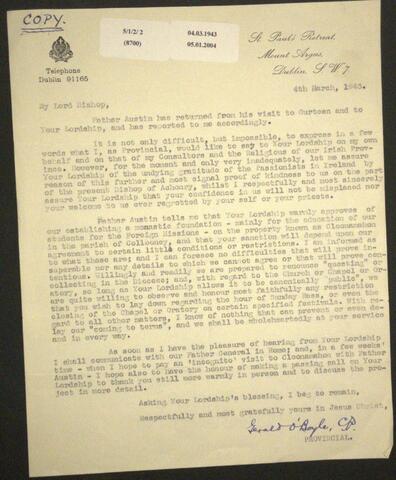 COPY.
5/1/2/ 2
(8700)
04.03.1943
05.01.2004
St. Paul's Retreat,
Mount Argus,
Dublin, S.W.7.
Telephone
Dublin 91165
4th March, 1943.
My Lord Bishop,
Father Austin has returned from his visit to Gurteen and to
Your Lordship, and has reported to me accordingly.
It is not only difficult, but impossible, to express in a few
words what I, as Provincial, would like to say to Your Lordship on my own
behalf and on that of my Consultors and the Religious of our Irish Prov-
ince. However, for the moment and only very inadequately, let me assure
Your Lordship of the undying gratitude of the Passionists in Ireland by
reason of this further and most signal proof of kindness to us on the part
of the present Bishop of Achonry, whilst I respectfully and most sincerely
assure Your Lordship that your confidence in us will not be misplaced nor
your welcome to us ever regretted by your self or your priests.
Father Austin tells me that Your Lordship warmly approves of
our establishing a monastic foundation - mainly for the education of our
students for the Foreign Missions - on the property known as Cloonamahon
in the parish of Collooney, and that your sanction will depend upon our
agreement to certain little conditions or restrictions. I am informed as
to what these are; and I can foresee no difficulties that will prove in-
superable nor any details to which we cannot agree or that will prove con-
tentious. Willingly and readily we are prepared to renounce "questing" or
collecting in the Diocese; and, with regard to the Church or Chapel or Or-
atory, so long as Your Lordship allows it to be canonically "public", we
are quite willing to observe and honour most faithfully any restriction
that you wish to lay down regarding the hour of Sunday Mass, or even the
closing of the Chapel or Oratory on certain specified festivals. With re-
gard to all other matters, I know of nothing that can prevent or even de-
lay our "coming to terms", and we shall be wholeheartedly at your service
and in every way.
As soon as I have the pleasure of hearing from Your Lordship
I shall communicate with our Father General in Rome; and, in a few weeks'
time - when I hope to pay an 'incognito' visit to Cloonamahon with Father
Austin - I hope also to have the honour of making a passing call on Your
Lordship to thank you still more warmly in person and to discuss the pro-
ject in more detail.
Asking Your Lordship's blessing, I beg to remain,
Respectfully and most gratefully yours in Jesus Christ,
Gerald O'Boyle, C.P.
PROVINCIAL.